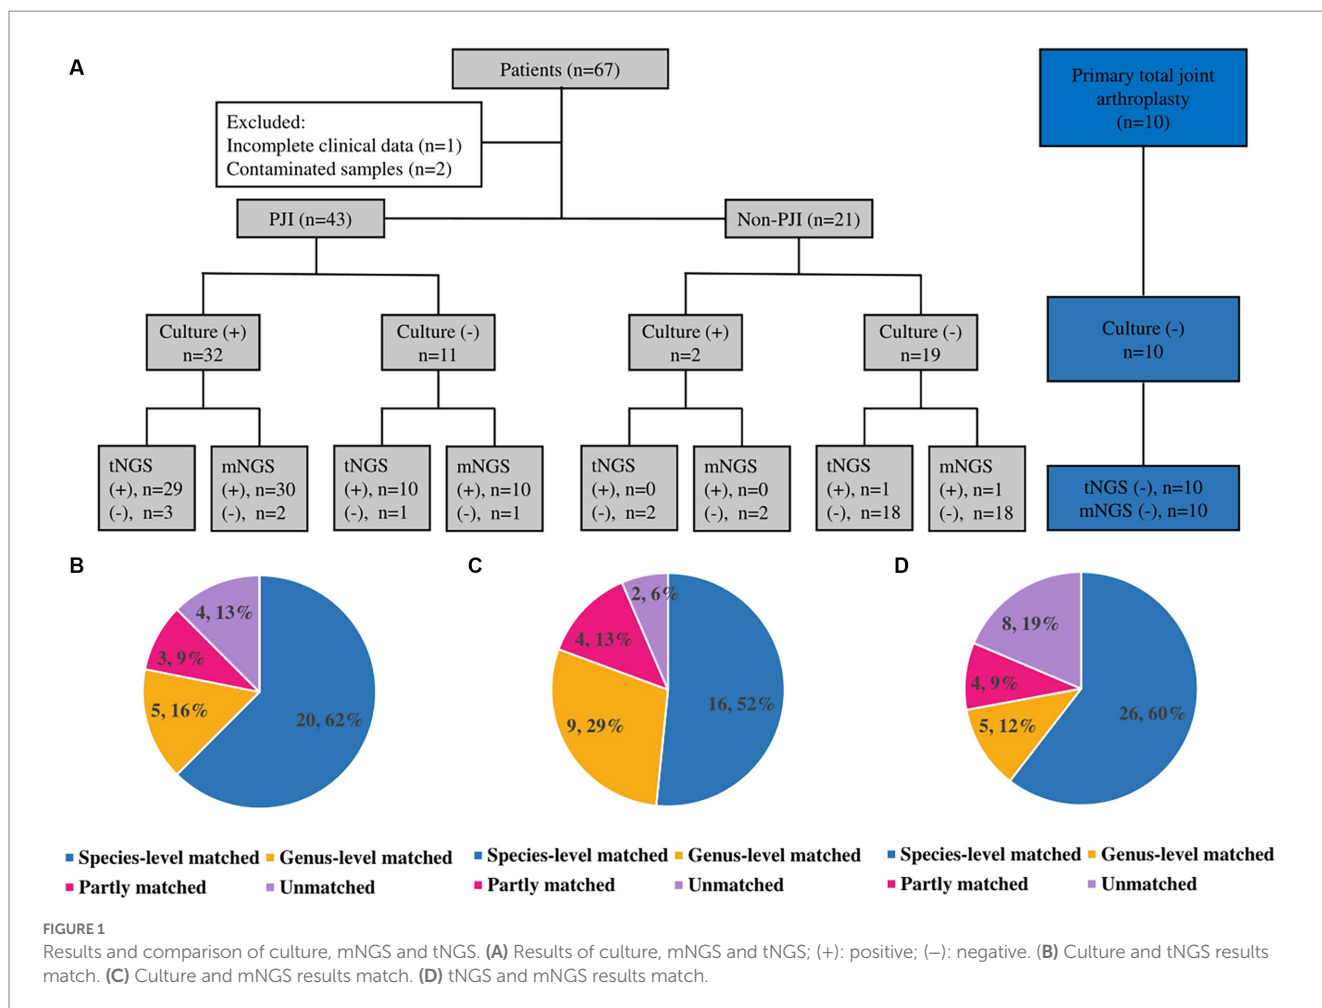 A
Patients (n=67)
Excluded:
Incomplete clinical data (n=1)
Contaminated samples (n=2)
PJI (n=43)
Non-PJI (n=21)
Culture (+)
n=32
Culture (-)
n=11
Culture (+)
n=2
Culture (-)
n=19
tNGS
(+), n=29
(-), n=3
mNGS
(+), n=30
(-), n=2
tNGS
(+), n=10
(-), n=1
mNGS
(+), n=10
(-), n=1
tNGS
(+), n=0
(-), n=2
mNGS
(+), n=0
(-), n=2
tNGS
(+), n=1
(-), n=18
mNGS
(+), n=1
(-), n=18
Primary total joint
arthroplasty
(n=10)
Culture (-)
n=10
tNGS (-), n=10
mNGS (-), n=10
B
4, 13%
3, 9%
5, 16%
20, 62%
Species-level matched
Genus-level matched
Partly matched
Unmatched
C
2, 6%
4, 13%
9, 29%
16, 52%
Species-level matched
Genus-level matched
Partly matched
Unmatched
D
8, 19%
4, 9%
5, 12%
26, 60%
Species-level matched
Genus-level matched
Partly matched
Unmatched
FIGURE 1
Results and comparison of culture, mNGS and tNGS. (A) Results of culture, mNGS and tNGS; (+): positive; (−): negative. (B) Culture and tNGS results
match. (C) Culture and mNGS results match. (D) tNGS and mNGS results match.